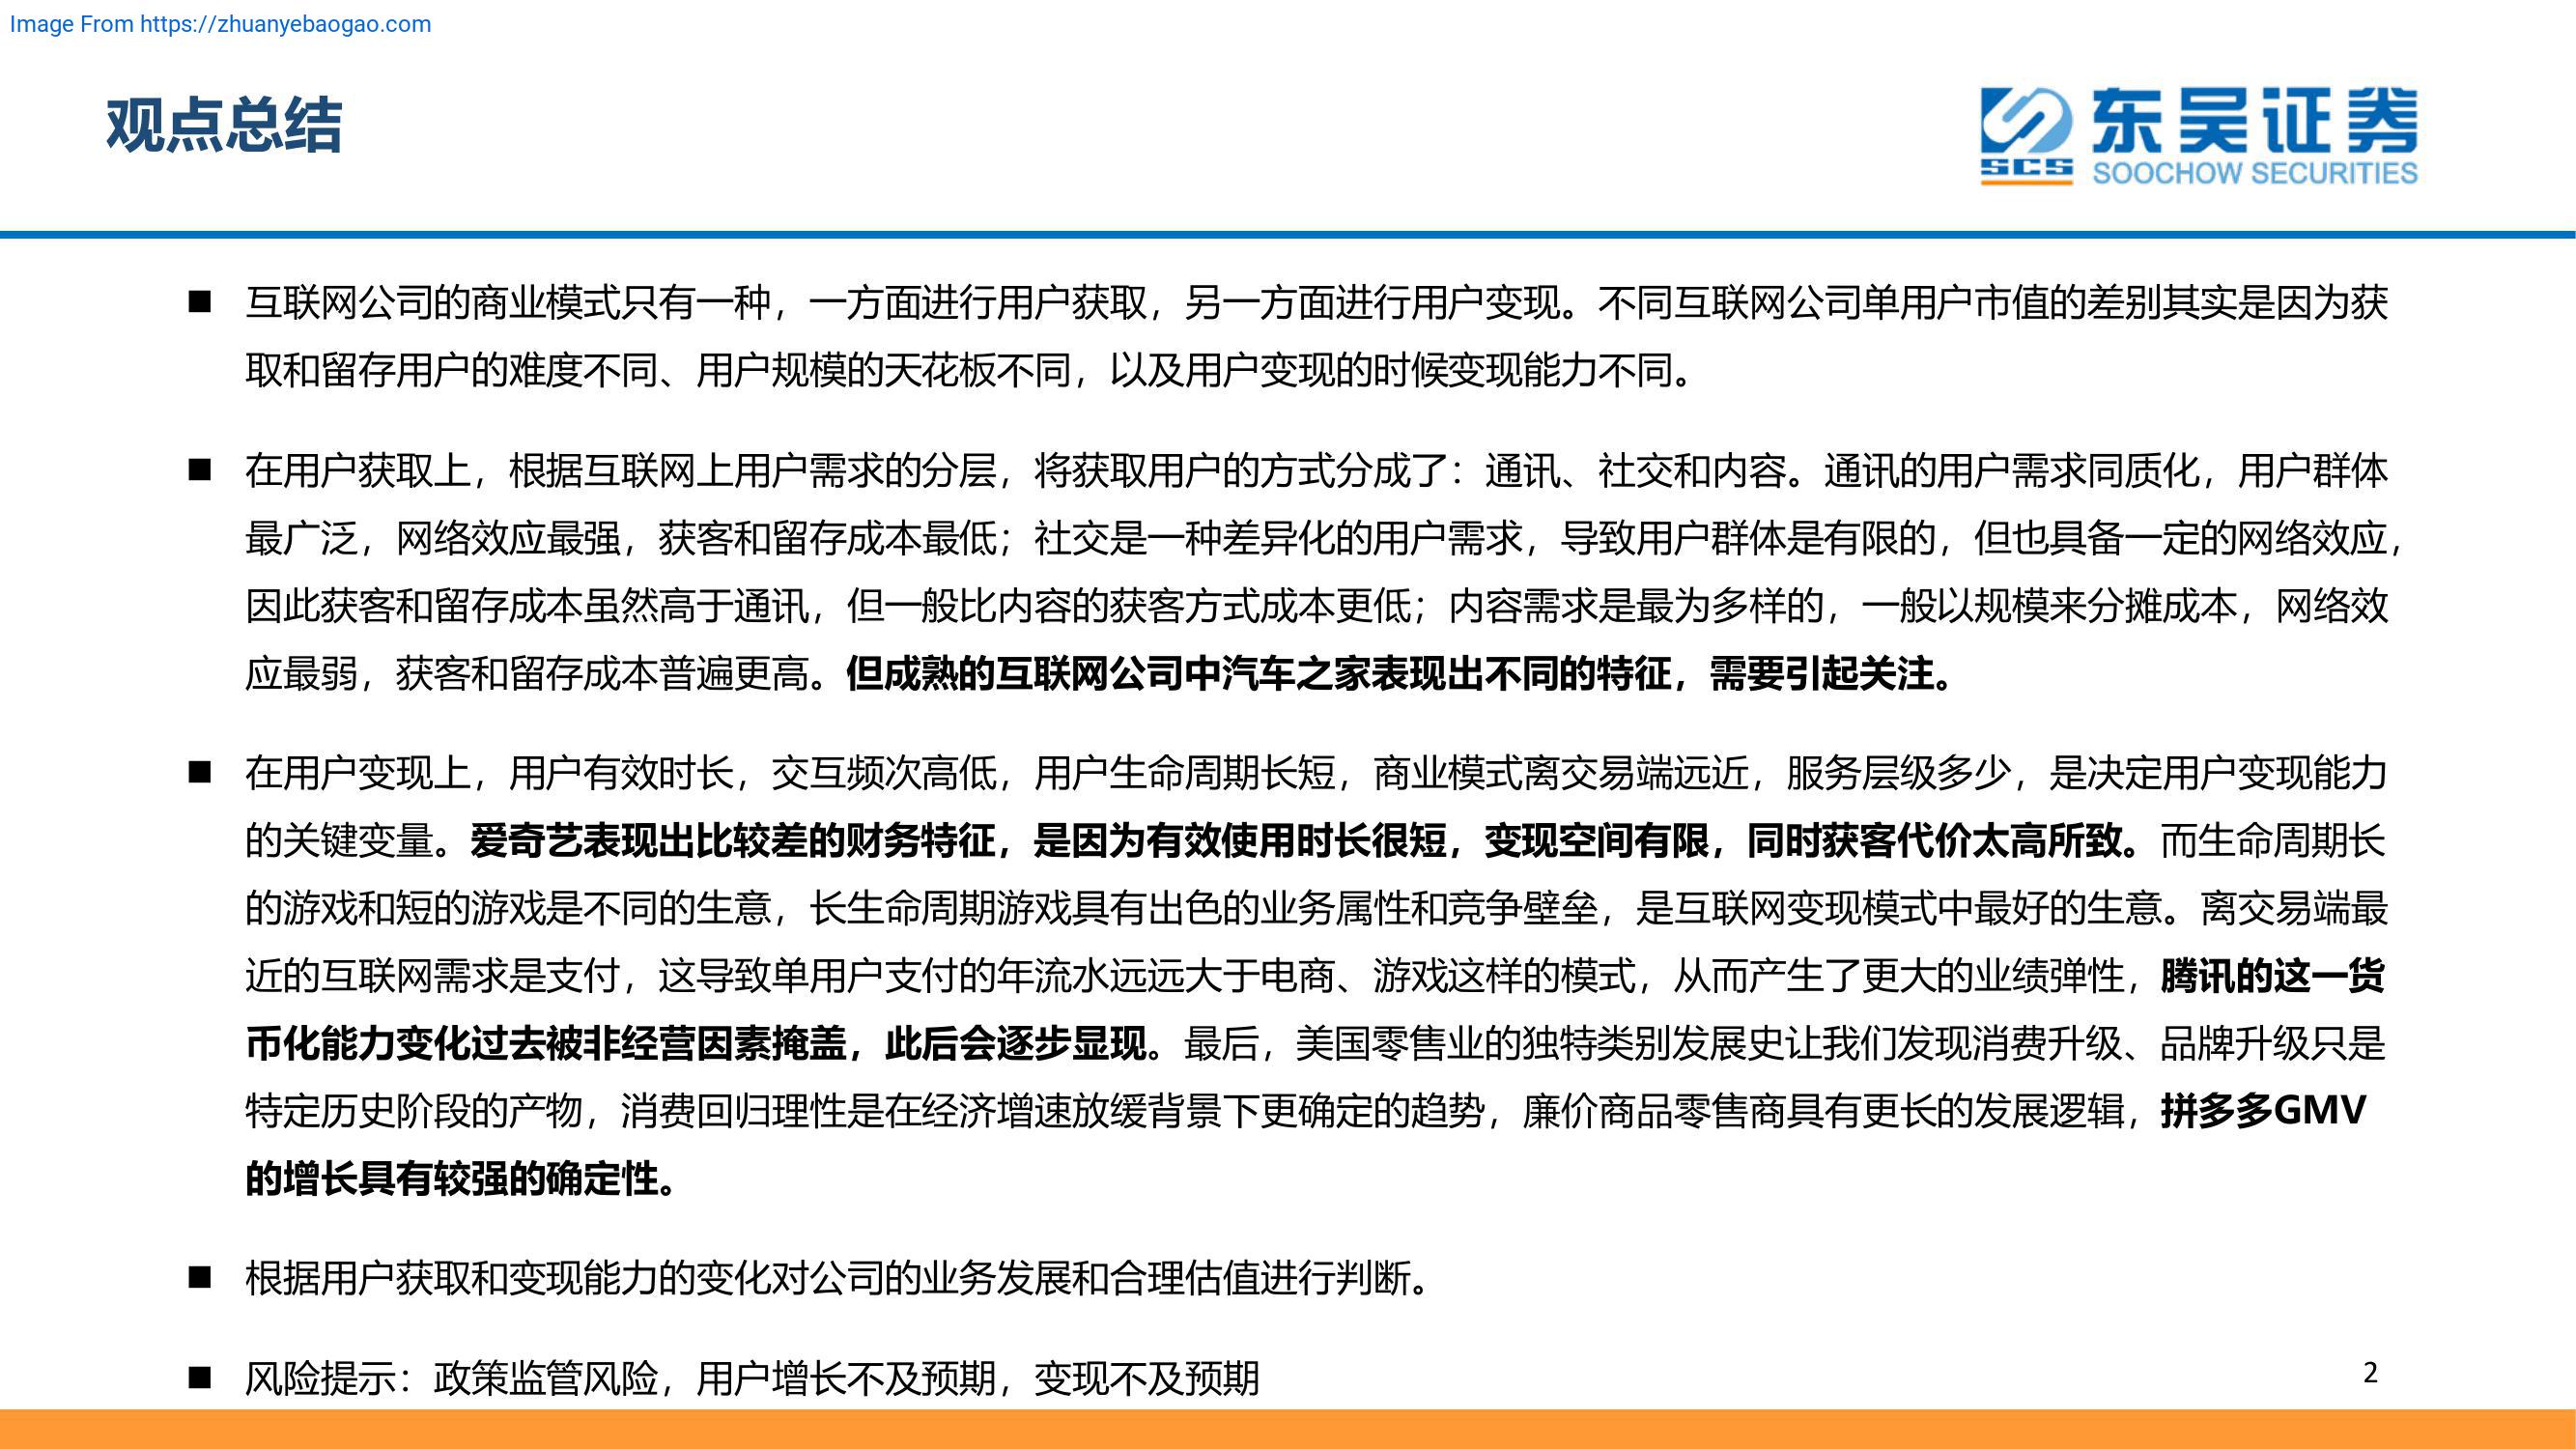 Image From https://zhuanyebaogao.com
观点总结
东吴证券
SCS
SOOCHOW SECURITIES
■ 互联网公司的商业模式只有一种，一方面进行用户获取，另一方面进行用户变现。不同互联网公司单用户市值的差别其实是因为获
取和留存用户的难度不同、用户规模的天花板不同，以及用户变现的时候变现能力不同。
■ 在用户获取上，根据互联网上用户需求的分层，将获取用户的方式分成了：通讯、社交和内容。通讯的用户需求同质化，用户群体
最广泛，网络效应最强，获客和留存成本最低；社交是一种差异化的用户需求，导致用户群体是有限的，但也具备一定的网络效应，
因此获客和留存成本虽然高于通讯，但一般比内容的获客方式成本更低；内容需求是最为多样的，一般以规模来分摊成本，网络效
应最弱，获客和留存成本普遍更高。但成熟的互联网公司中汽车之家表现出不同的特征，需要引起关注。
■ 在用户变现上，用户有效时长，交互频次高低，用户生命周期长短，商业模式离交易端远近，服务层级多少，是决定用户变现能力
的关键变量。爱奇艺表现出比较差的财务特征，是因为有效使用时长很短，变现空间有限，同时获客代价太高所致。而生命周期长
的游戏和短的游戏是不同的生意，长生命周期游戏具有出色的业务属性和竞争壁垒，是互联网变现模式中最好的生意。离交易端最
近的互联网需求是支付，这导致单用户支付的年流水远远大于电商、游戏这样的模式，从而产生了更大的业绩弹性，腾讯的这一货
币化能力变化过去被非经营因素掩盖，此后会逐步显现。最后，美国零售业的独特类别发展史让我们发现消费升级、品牌升级只是
特定历史阶段的产物，消费回归理性是在经济增速放缓背景下更确定的趋势，廉价商品零售商具有更长的发展逻辑，拼多多GMV
的增长具有较强的确定性。
■ 根据用户获取和变现能力的变化对公司的业务发展和合理估值进行判断。
■ 风险提示：政策监管风险，用户增长不及预期，变现不及预期
2